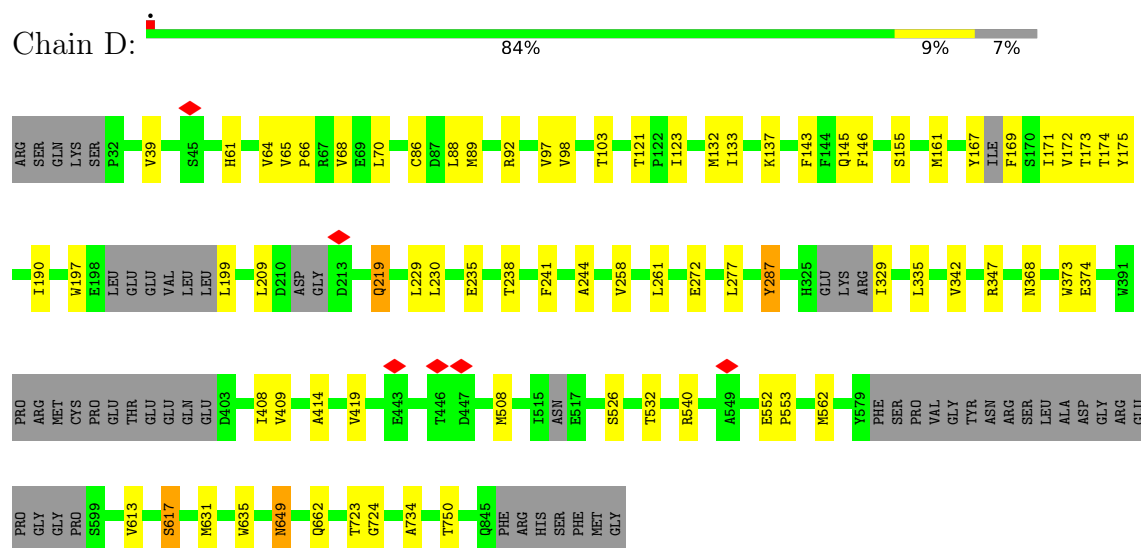 Chain D:
84% 9% 7%
ARG SER GLN LYS SER P32 V39 S45 H61 V64 V65 P66 R67 V68 E69 L70 C86 D87 L88 M89 R92 V97 V98 T103 T121 P122 I123 M132 I133 K137 F143 F144 Q145 F146 S155 M161 Y167 ILE F169 S170 I171 V172 T173 T174 Y175
I190 W197 E198 LEU GLU GLU VAL LEU LEU L199 L209 D210 ASP GLY D213 Q219 L229 L230 E235 T238 F241 A244 V258 L261 E272 L277 Y287 H325 GLU LYS ARG I329 L335 V342 R347 N368 W373 E374 W391
PRO ARG MET CYS PRO GLU THR GLU GLU GLN GLU D403 I408 V409 A414 V419 E443 T446 D447 M508 I515 ASN E517 S526 T532 R540 A549 E552 P553 M562 Y579 PHE SER PRO VAL GLY TYR ASN ARG SER LEU ALA ASP GLY ARG GLU
PRO GLY GLY PRO S599 V613 S617 M631 W635 N649 Q662 T723 G724 A734 T750 Q845 PHE ARG HIS SER PHE MET GLY